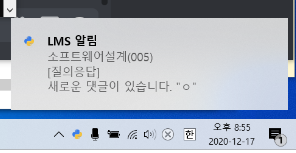 LMS 알림
소프트웨어설계(005)
[질의응답]
새로운 댓글이 있습니다. "ㅇ"
한
오후 8:55
2020-12-17
1